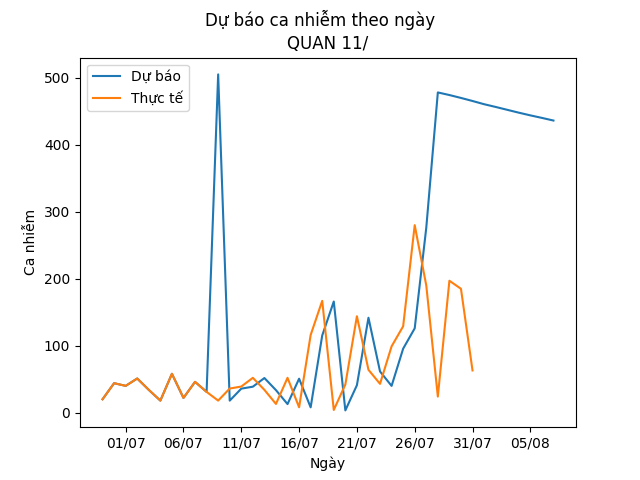 Dự báo ca nhiễm theo ngày
QUAN 11/
Dự báo
Thực tế
500
400
300
200
100
0
Ca nhiễm
01/07 06/07 11/07 16/07 21/07 26/07 31/07 05/08
Ngày